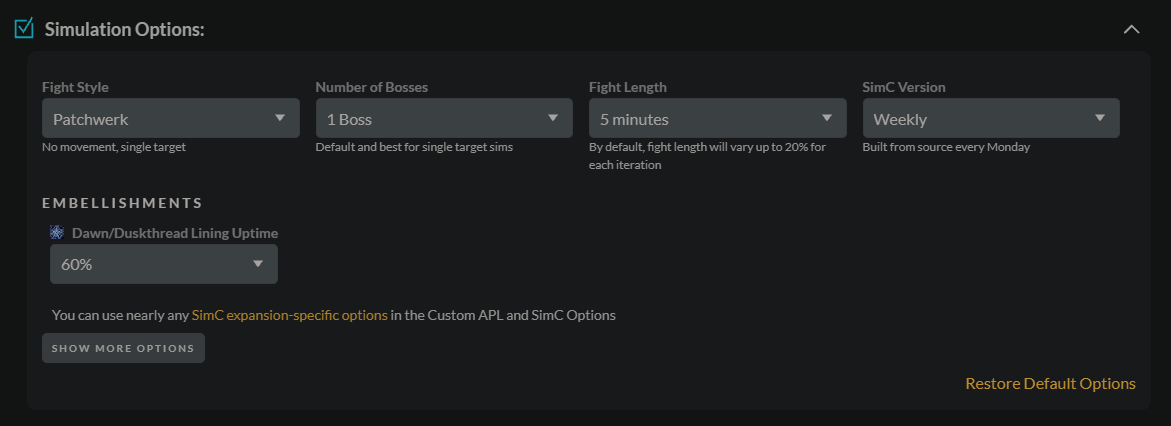 Simulation Options:
Fight Style
Number of Bosses
Fight Length
SimC Version
Patchwerk
1 Boss
5 minutes
Weekly
No movement, single target
Default and best for single target sims
By default, fight length will vary up to 20% for
each iteration
Built from source every Monday
EMBELLISHMENTS
Dawn/Duskthread Lining Uptime
60%
You can use nearly any SimC expansion-specific options in the Custom APL and SimC Options
SHOW MORE OPTIONS
Restore Default Options